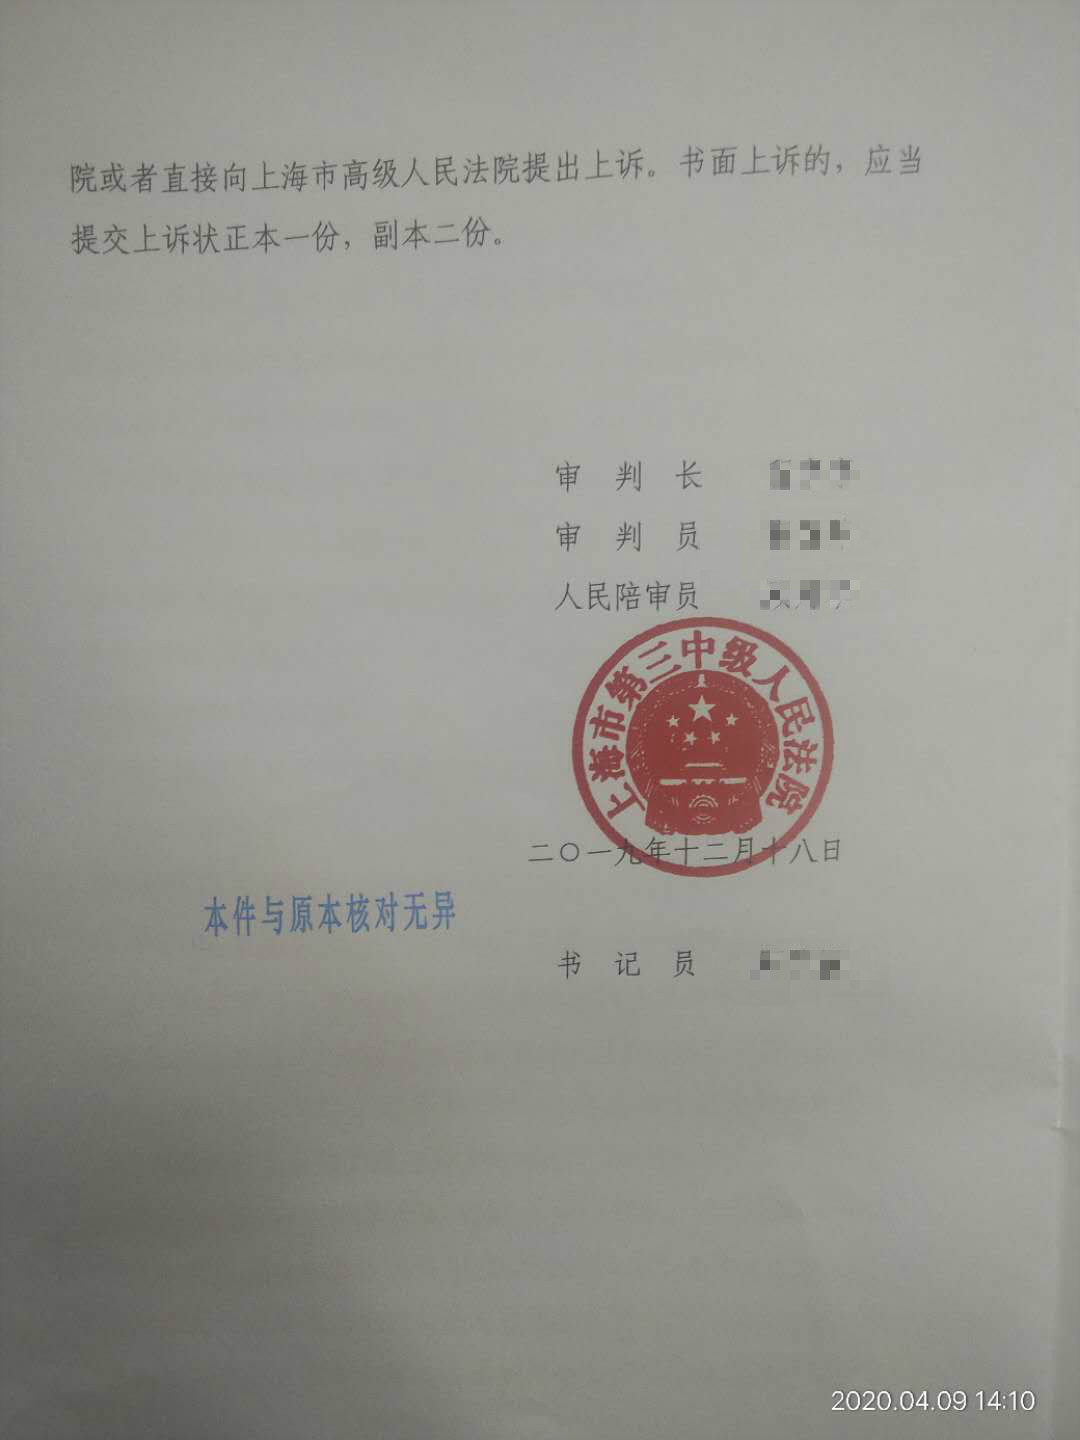 院或者直接向上海市高级人民法院提出上诉。书面上诉的，应当
提交上诉状正本一份，副本二份。
审 判 长
审 判 员
人民陪审员
上海市第三中级人民法院
二〇一九年十二月十八日
本件与原本核对无异
书 记 员
2020.04.09 14:10